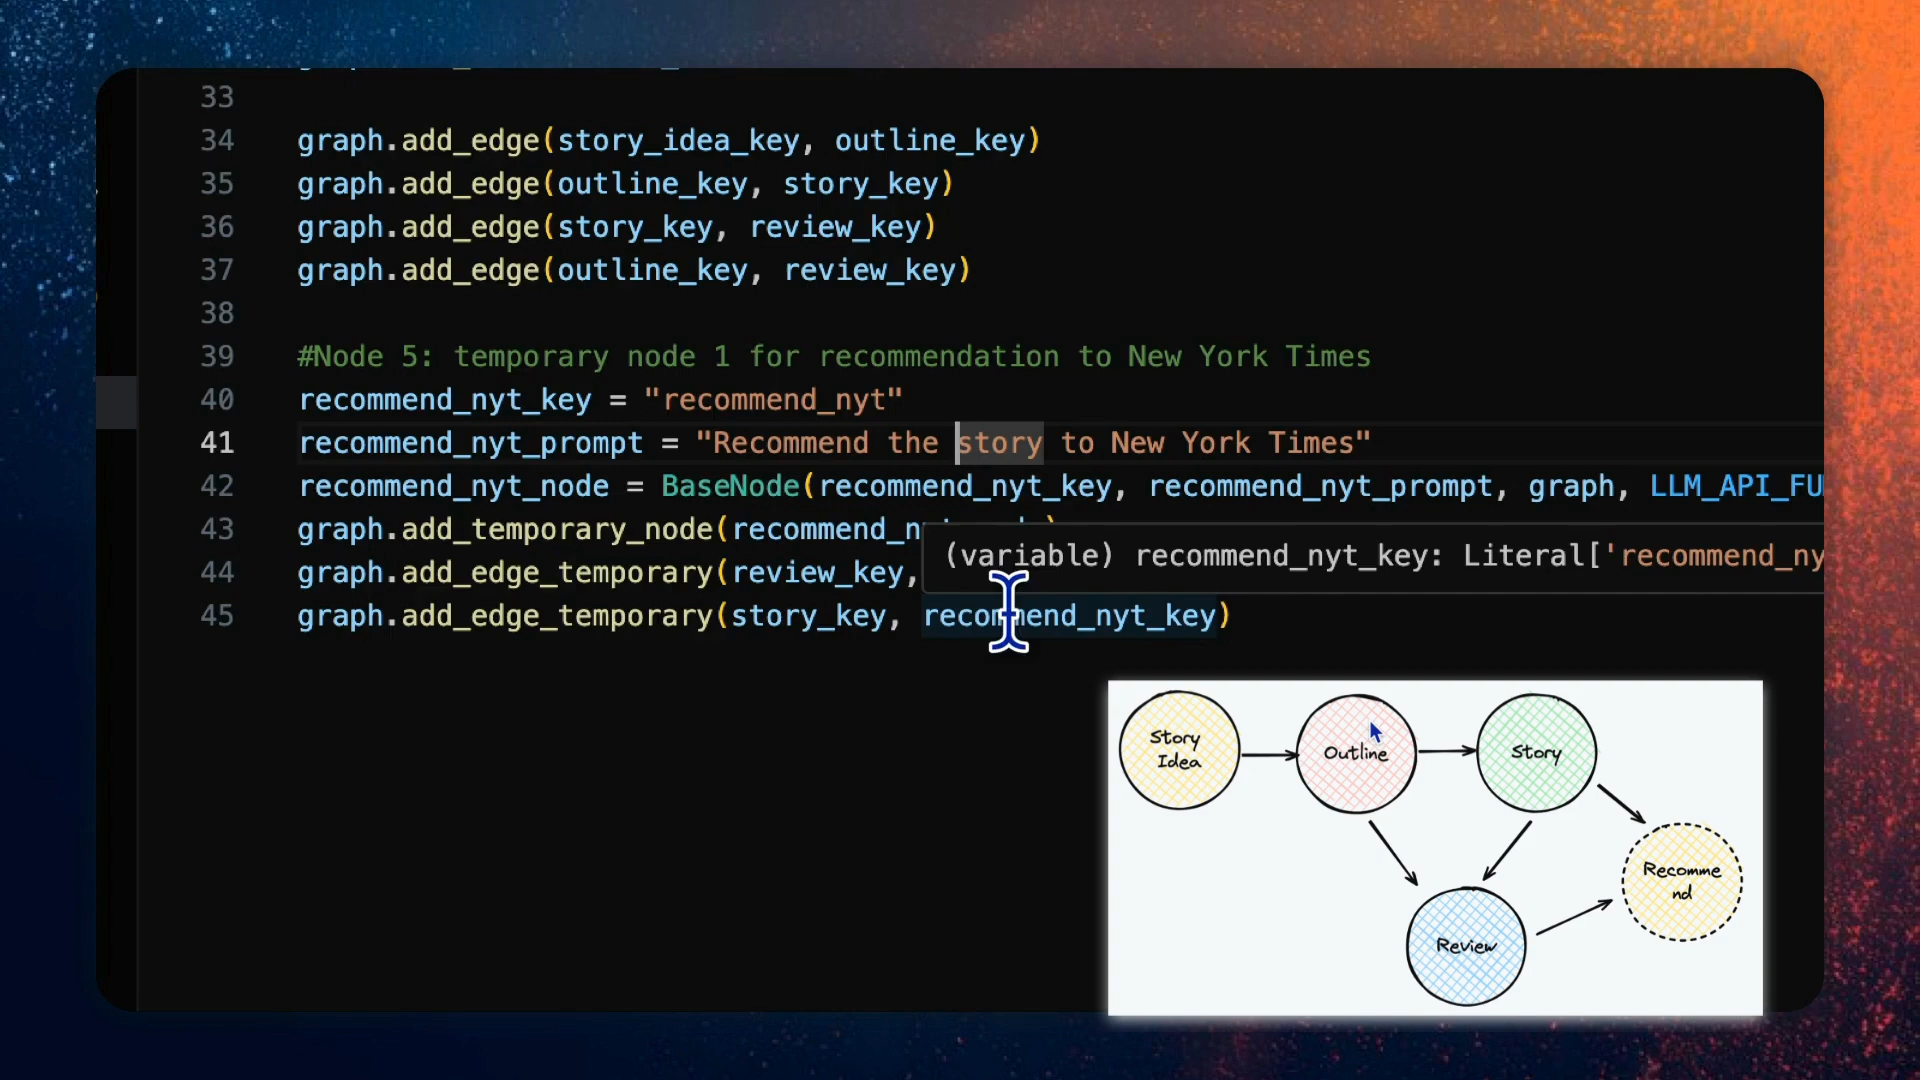 33
34 graph.add_edge(story_idea_key, outline_key)
35 graph.add_edge(outline_key, story_key)
36 graph.add_edge(story_key, review_key)
37 graph.add_edge(outline_key, review_key)
38
39 #Node 5: temporary node 1 for recommendation to New York Times
40 recommend_nyt_key = "recommend_nyt"
41 recommend_nyt_prompt = "Recommend the story to New York Times"
42 recommend_nyt_node = BaseNode(recommend_nyt_key, recommend_nyt_prompt, graph, LLM_API_FU
43 graph.add_temporary_node(recommend_n
(variable) recommend_nyt_key: Literal['recommend_ny
44 graph.add_edge_temporary(review_key,
45 graph.add_edge_temporary(story_key, recommend_nyt_key)
Story
Idea
Outline
Story
Recomme
nd
Review